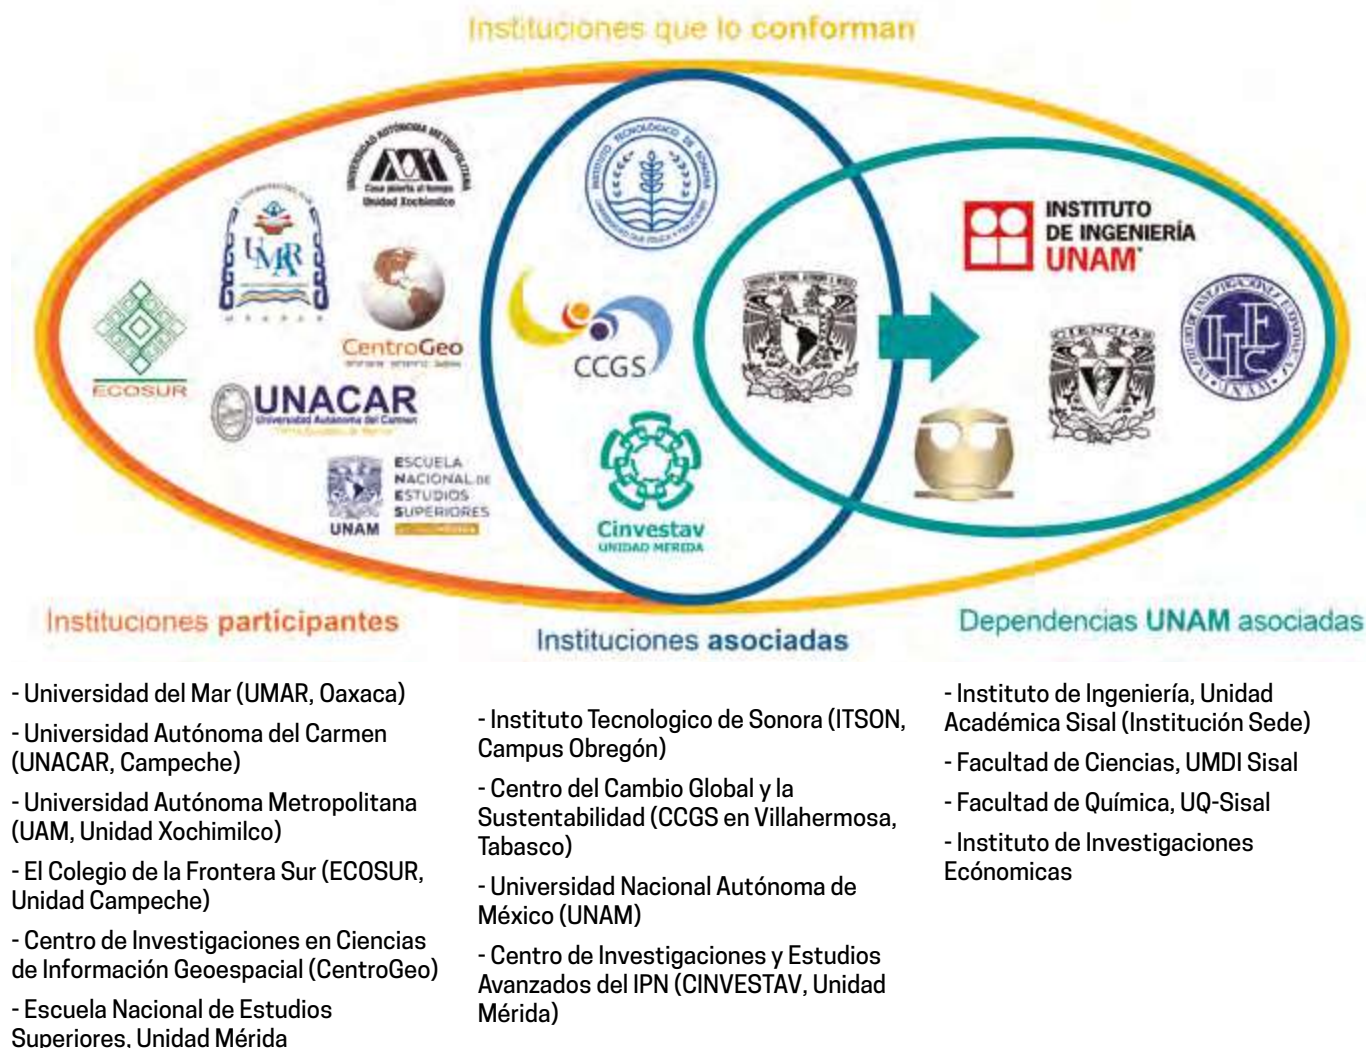 Instituciones que lo conforman
UNIVERSIDAD AUTÓNOMA METROPOLITANA
Casa abierta al tiempo
Unidad Xochimilco
INSTITUTO TECNOLÓGICO DE SONORA
UMAR
INSTITUTO
DE INGENIERÍA
UNAM
ECOSUR
CentroGeo
CCGS
CIENCIAS
UNACAR
Universidad Autónoma del Carmen
ESCUELA
NACIONAL DE
ESTUDIOS
SUPERIORES
UNAM
Cinvestav
UNIDAD MERIDA
Instituciones participantes
Instituciones asociadas
Dependencias UNAM asociadas
- Universidad del Mar (UMAR, Oaxaca)
- Universidad Autónoma del Carmen
(UNACAR, Campeche)
- Universidad Autónoma Metropolitana
(UAM, Unidad Xochimilco)
- El Colegio de la Frontera Sur (ECOSUR,
Unidad Campeche)
- Centro de Investigaciones en Ciencias
de Información Geoespacial (CentroGeo)
- Escuela Nacional de Estudios
Superiores, Unidad Mérida
- Instituto Tecnologico de Sonora (ITSON,
Campus Obregón)
- Centro del Cambio Global y la
Sustentabilidad (CCGS en Villahermosa,
Tabasco)
- Universidad Nacional Autónoma de
México (UNAM)
- Centro de Investigaciones y Estudios
Avanzados del IPN (CINVESTAV, Unidad
Mérida)
- Instituto de Ingeniería, Unidad
Académica Sisal (Institución Sede)
- Facultad de Ciencias, UMDI Sisal
- Facultad de Química, UQ-Sisal
- Instituto de Investigaciones
Ecónomicas